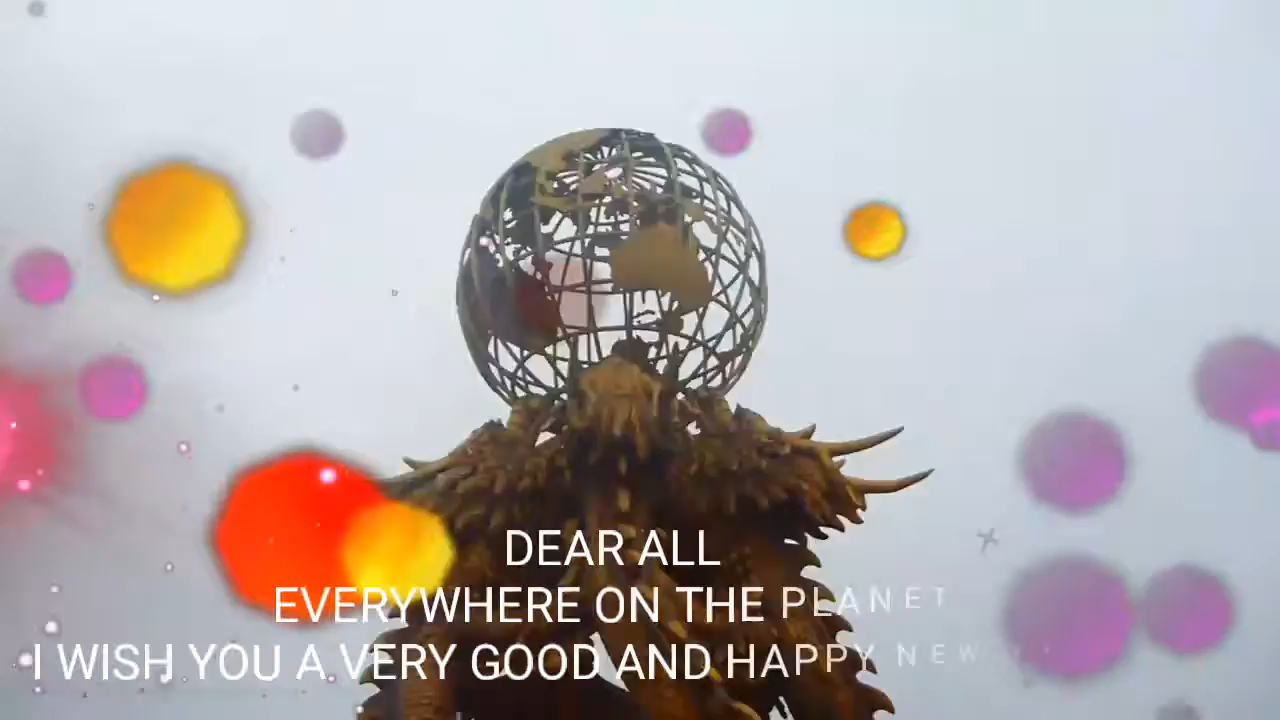 DEAR ALL
EVERYWHERE ON THE PLANET
I WISH YOU A VERY GOOD AND HAPPY NEW